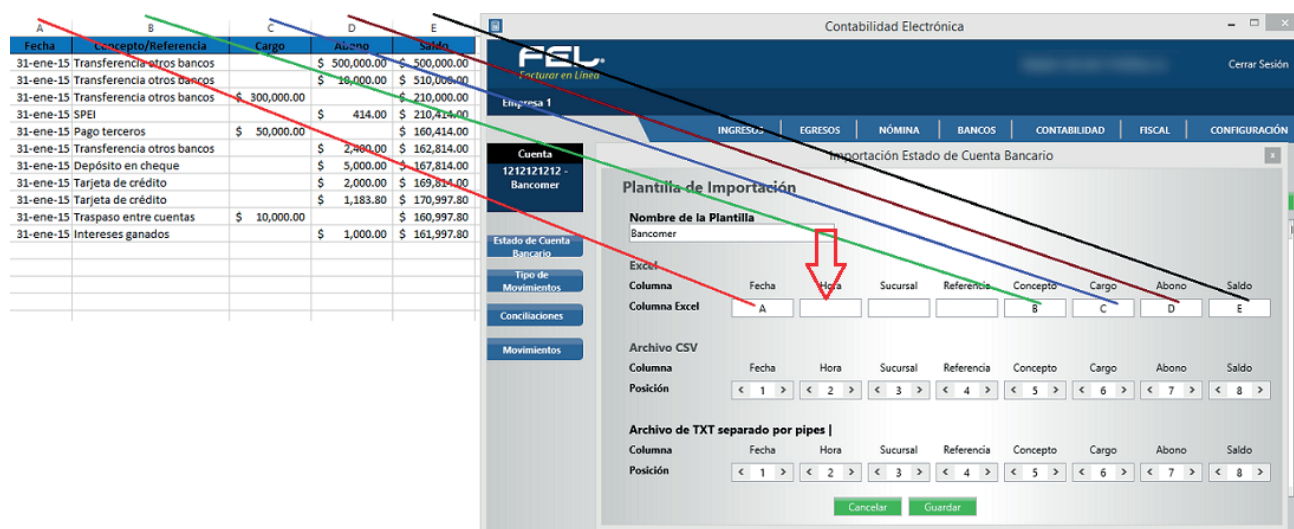 A B C D E
Fecha Concepto/Referencia Cargo Abono Saldo
31-ene-15 Transferencia otros bancos $ 500,000.00 $ 500,000.00
31-ene-15 Transferencia otros bancos $ 10,000.00 $ 510,000.00
31-ene-15 Transferencia otros bancos $ 300,000.00 $ 210,000.00
31-ene-15 SPEI $ 414.00 $ 210,414.00
31-ene-15 Pago terceros $ 50,000.00 $ 160,414.00
31-ene-15 Transferencia otros bancos $ 2,400.00 $ 162,814.00
31-ene-15 Depósito en cheque $ 5,000.00 $ 167,814.00
31-ene-15 Tarjeta de crédito $ 2,000.00 $ 169,814.00
31-ene-15 Tarjeta de crédito $ 1,183.80 $ 170,997.80
31-ene-15 Traspaso entre cuentas $ 10,000.00 $ 160,997.80
31-ene-15 Intereses ganados $ 1,000.00 $ 161,997.80
Contabilidad Electrónica
FEL
Facturar en Línea
Cerrar Sesión
Empresa 1
INGRESOS EGRESOS NÓMINA BANCOS CONTABILIDAD FISCAL CONFIGURACIÓN
Cuenta
1212121212 -
Bancomer
Estado de Cuenta
Bancario
Tipo de
Movimientos
Conciliaciones
Movimientos
Importación Estado de Cuenta Bancario
x
Plantilla de Importación
Nombre de la Plantilla
Bancomer
Excel
Columna Fecha Hora Sucursal Referencia Concepto Cargo Abono Saldo
Columna Excel A B C D E
Archivo CSV
Columna Fecha Hora Sucursal Referencia Concepto Cargo Abono Saldo
Posición < 1 > < 2 > < 3 > < 4 > < 5 > < 6 > < 7 > < 8 >
Archivo de TXT separado por pipes |
Columna Fecha Hora Sucursal Referencia Concepto Cargo Abono Saldo
Posición < 1 > < 2 > < 3 > < 4 > < 5 > < 6 > < 7 > < 8 >
Cancelar Guardar